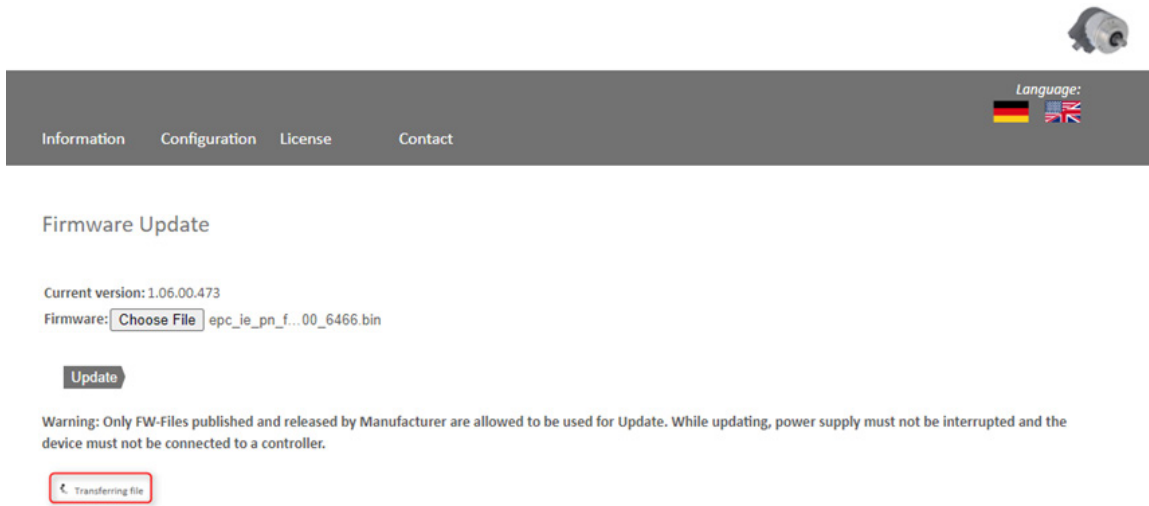 Language:
Information Configuration License Contact
Firmware Update
Current version: 1.06.00.473
Firmware: Choose File epc_ie_pn_f...00_6466.bin
Update
Warning: Only FW-Files published and released by Manufacturer are allowed to be used for Update. While updating, power supply must not be interrupted and the
device must not be connected to a controller.
Transferring file